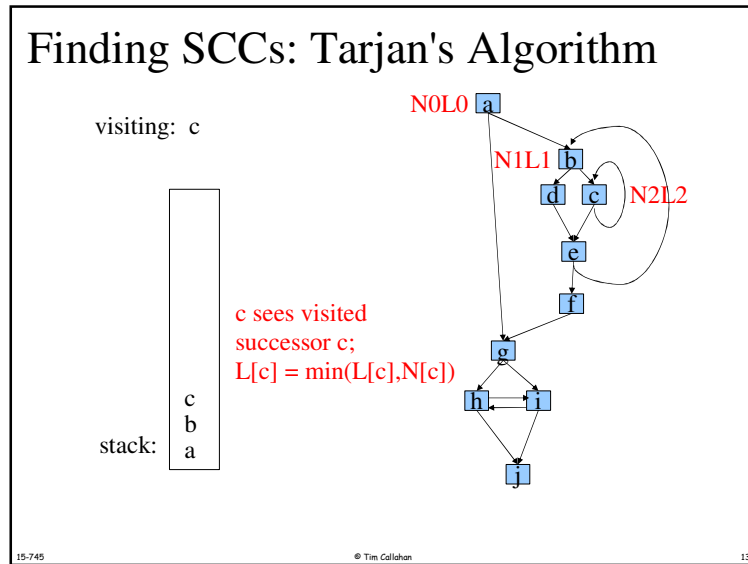 Finding SCCs: Tarjan's Algorithm
visiting: c
N0L0 a
N1L1 b
d c N2L2
e
f
c sees visited
successor c;
L[c] = min(L[c],N[c])
g
h i
j
c
b
stack: a
15-745 © Tim Callahan 13